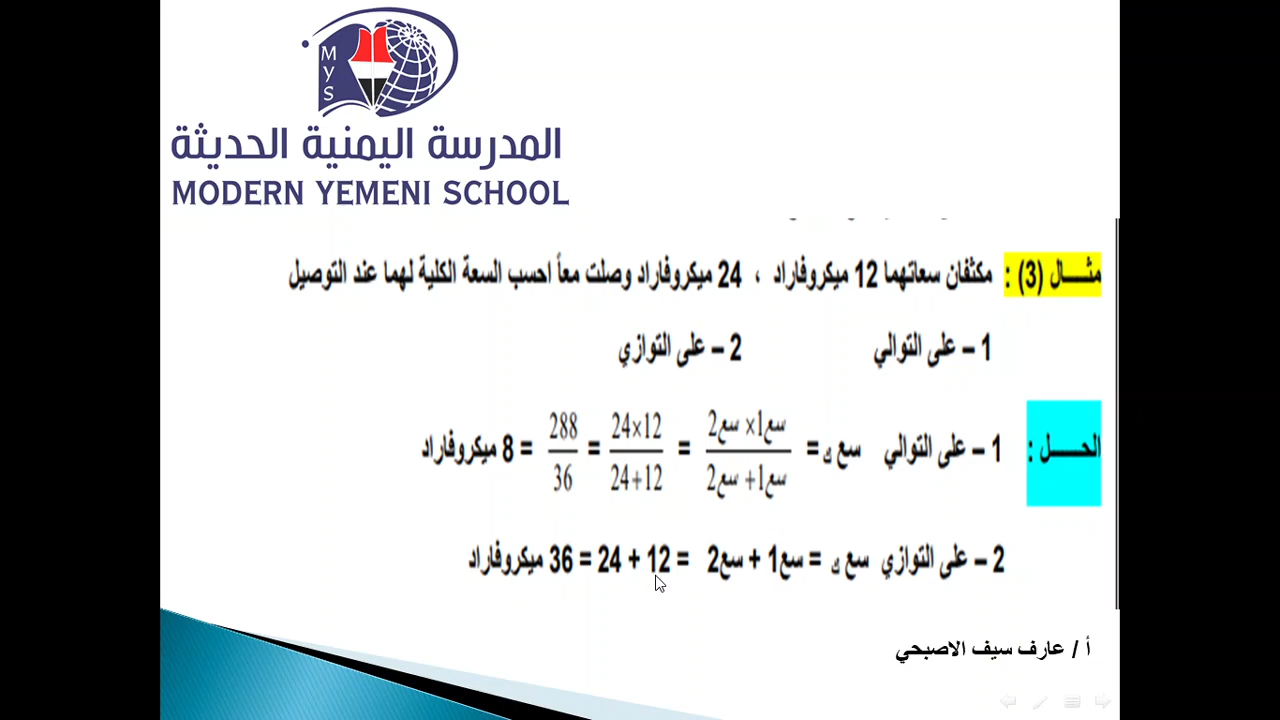 MyS
المدرسة اليمنية الحديثة
MODERN YEMENI SCHOOL
مثـــال (3) : مكثفان سعاتهما 12 ميكروفاراد ، 24 ميكروفاراد وصلت معاً احسب السعة الكلية لهما عند التوصيل
1 – على التوالي 2 – على التوازي
الحـــــل : 1 – على التوالي سع ك = سع1× سع2 / سع1+ سع2 = 24×12 / 24+12 = 288 / 36 = 8 ميكروفاراد
2 – على التوازي سع ك = سع1 + سع2 = 12 + 24 = 36 ميكروفاراد
أ / عارف سيف الاصبحي